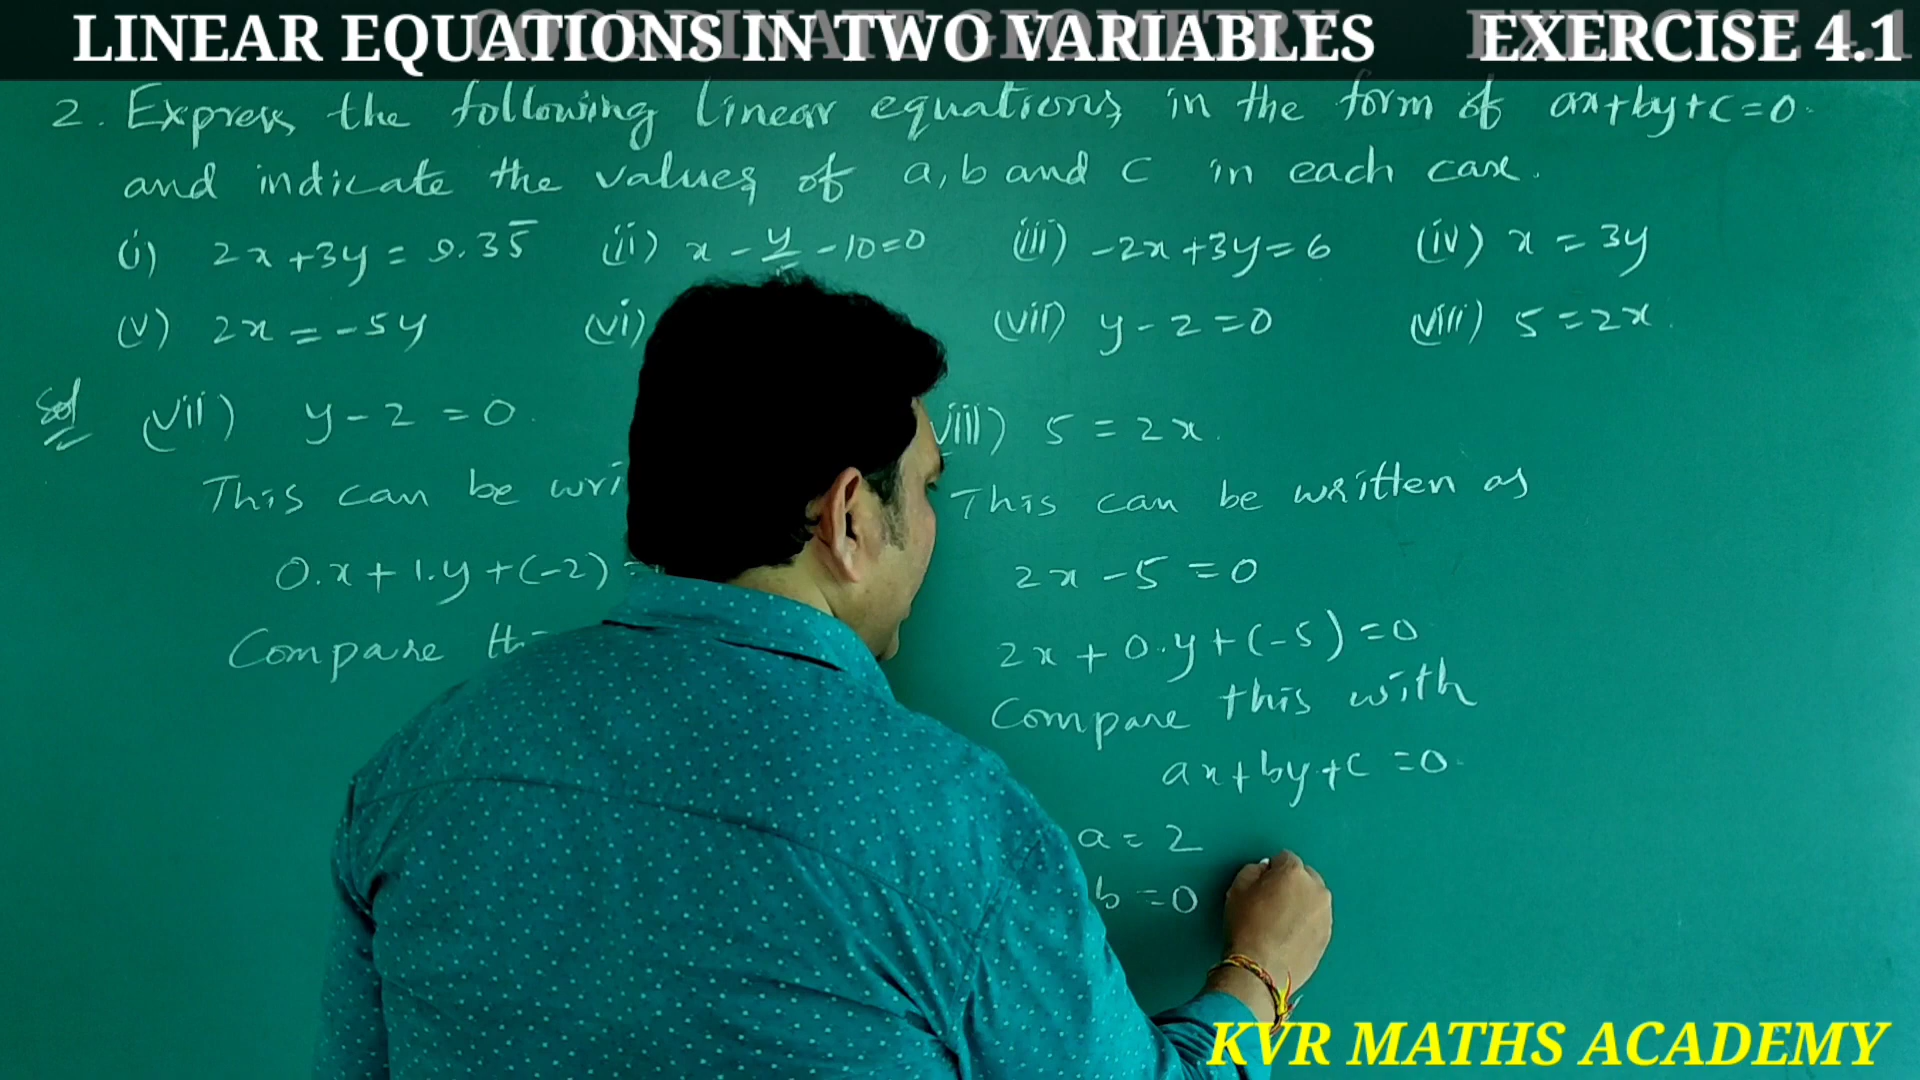 LINEAR EQUATIONS IN TWO VARIABLES EXERCISE 4.1
2. Express the following linear equations in the form of ax+by+c=0.
and indicate the values of a, b and c in each case.
(i) 2x+3y = 9.35̅ (ii) x - y/ - 10=0 (iii) -2x+3y=6 (iv) x = 3y
(v) 2x = -5y (vi) (vii) y-2=0 (viii) 5=2x.
Sol (vii) y-2=0. viii) 5=2x.
This can be This can be written as
0.x+1.y+(-2) = 2x-5=0
Compare 2x+0.y+(-5)=0
Compare this with
ax+by+c=0.
a=2
b=0
KVR MATHS ACADEMY